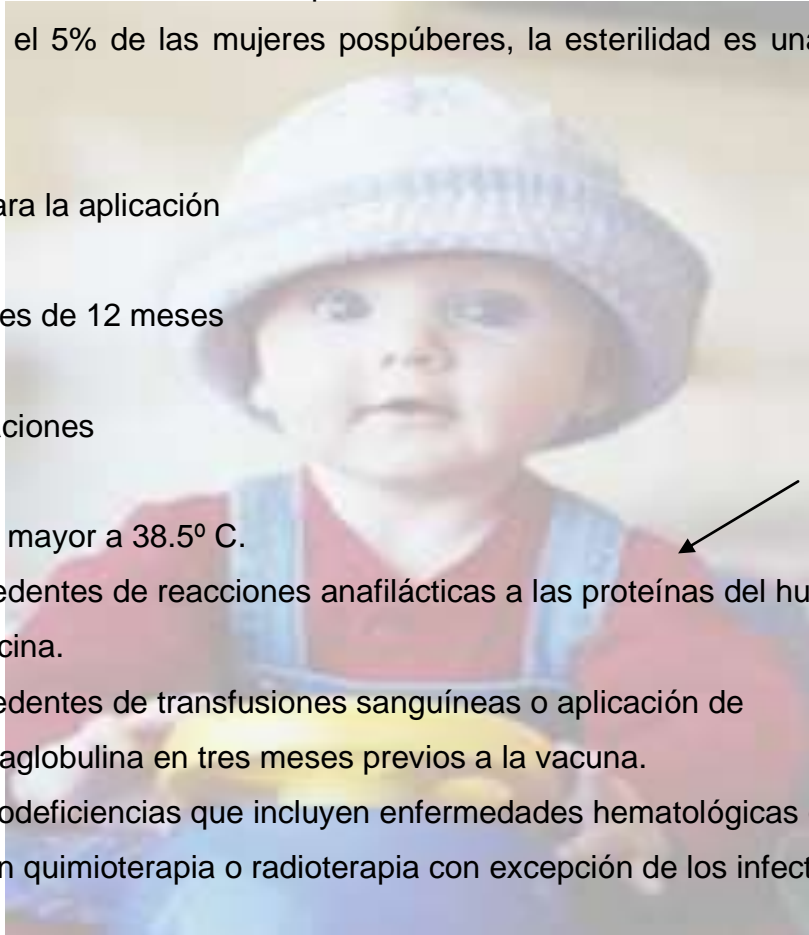 el 5% de las mujeres pospúberes, la esterilidad es una
ara la aplicación
es de 12 meses
ciones
mayor a 38.5º C.
edentes de reacciones anafilácticas a las proteínas del hu
cina.
edentes de transfusiones sanguíneas o aplicación de
aglobulina en tres meses previos a la vacuna.
odeficiencias que incluyen enfermedades hematológicas
n quimioterapia o radioterapia con excepción de los infect